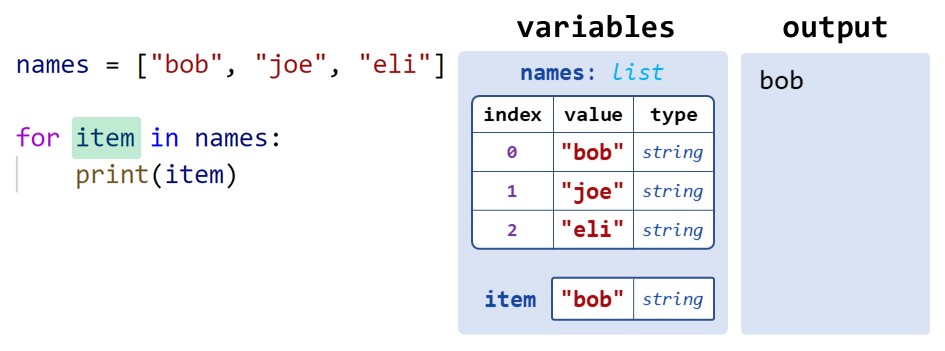 names = ["bob", "joe", "eli"]
for item in names:
    print(item)
variables
names: list
index value type
0 "bob" string
1 "joe" string
2 "eli" string
item "bob" string
output
bob